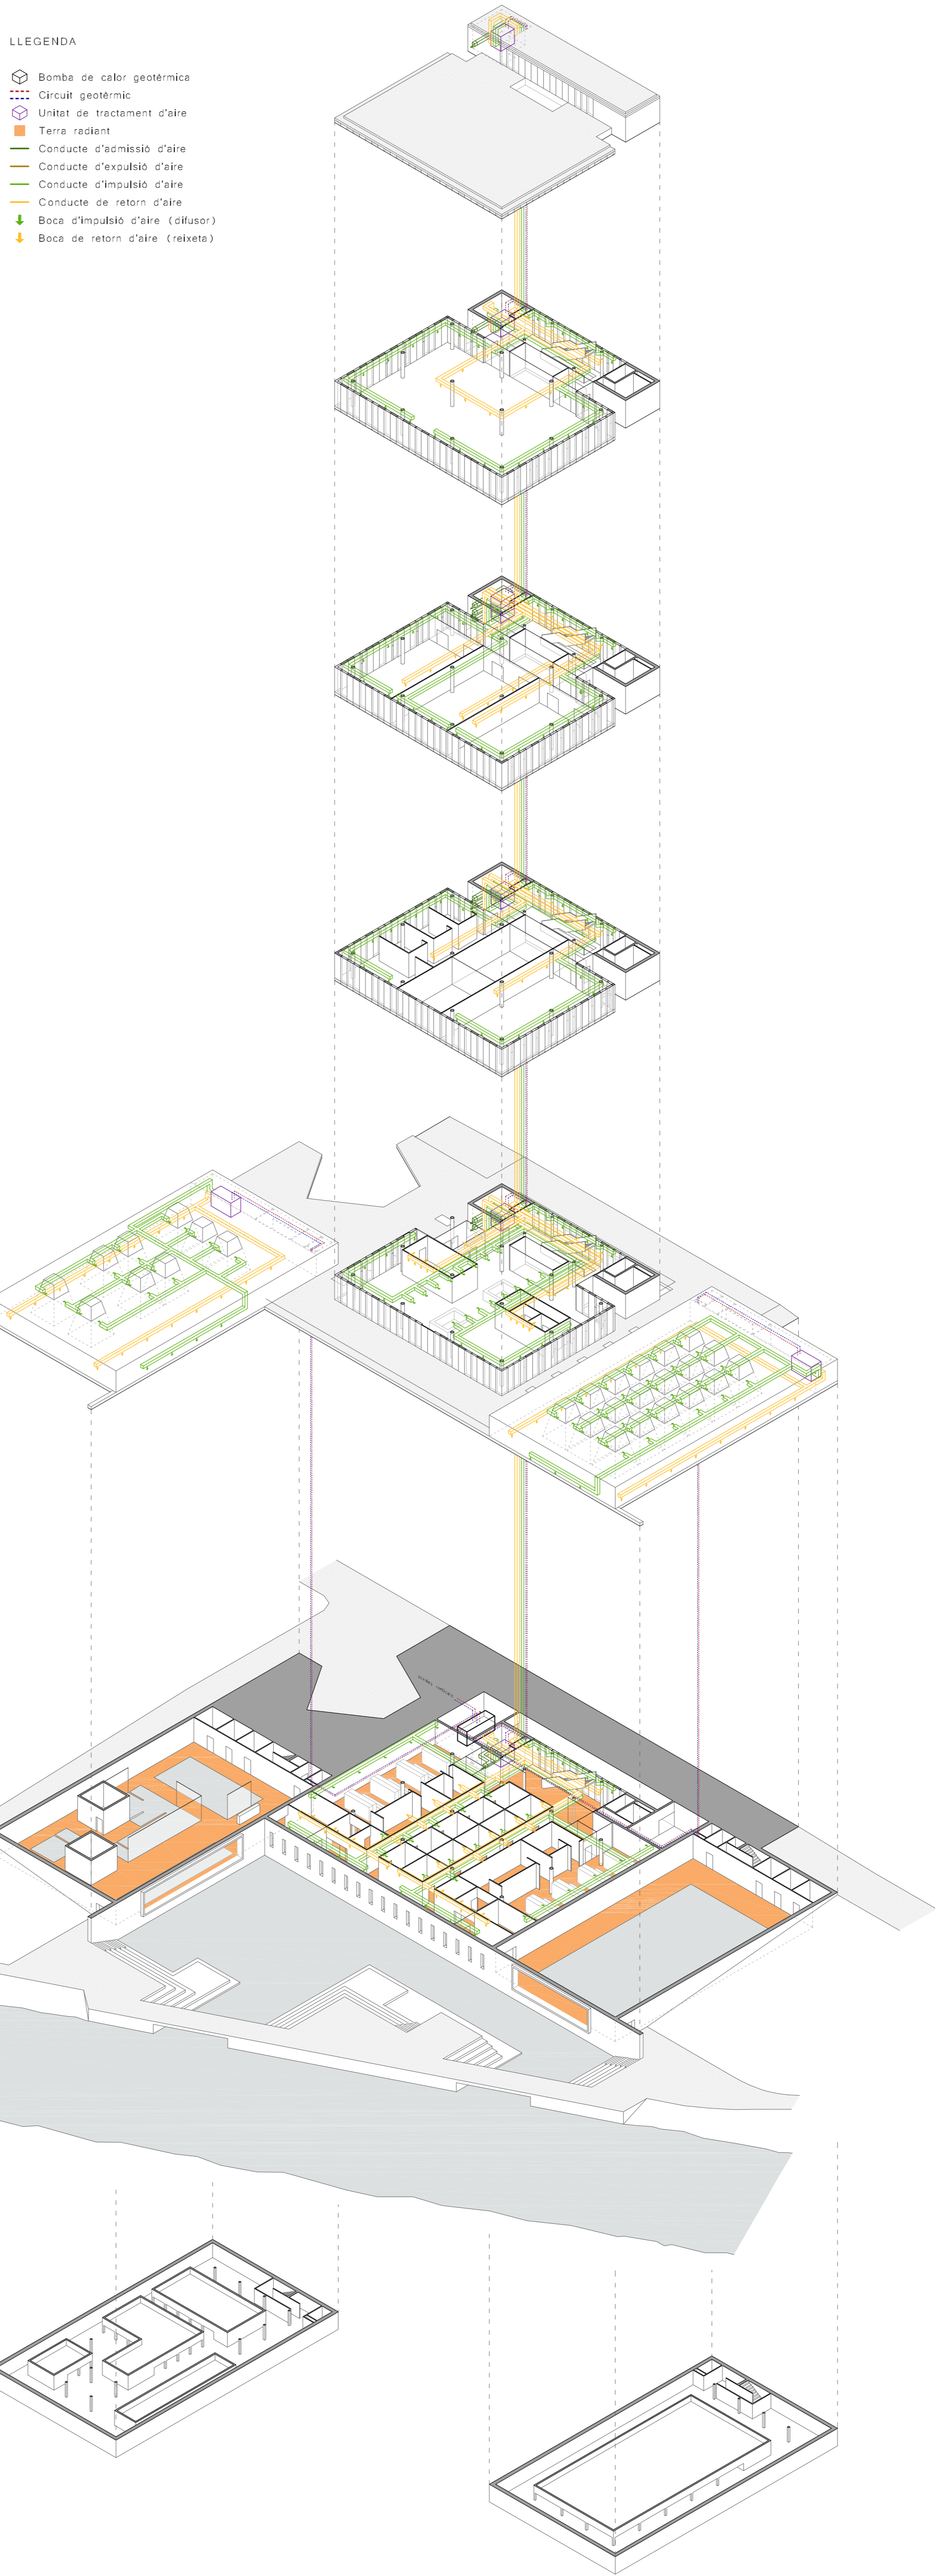 LLEGENDA
Bomba de calor geotèrmica
Circuit geotèrmic
Unitat de tractament d'aire
Terra radiant
Conducte d'admissió d'aire
Conducte d'expulsió d'aire
Conducte d'impulsió d'aire
Conducte de retorn d'aire
Boca d'impulsió d'aire (difusor)
Boca de retorn d'aire (reixeta)